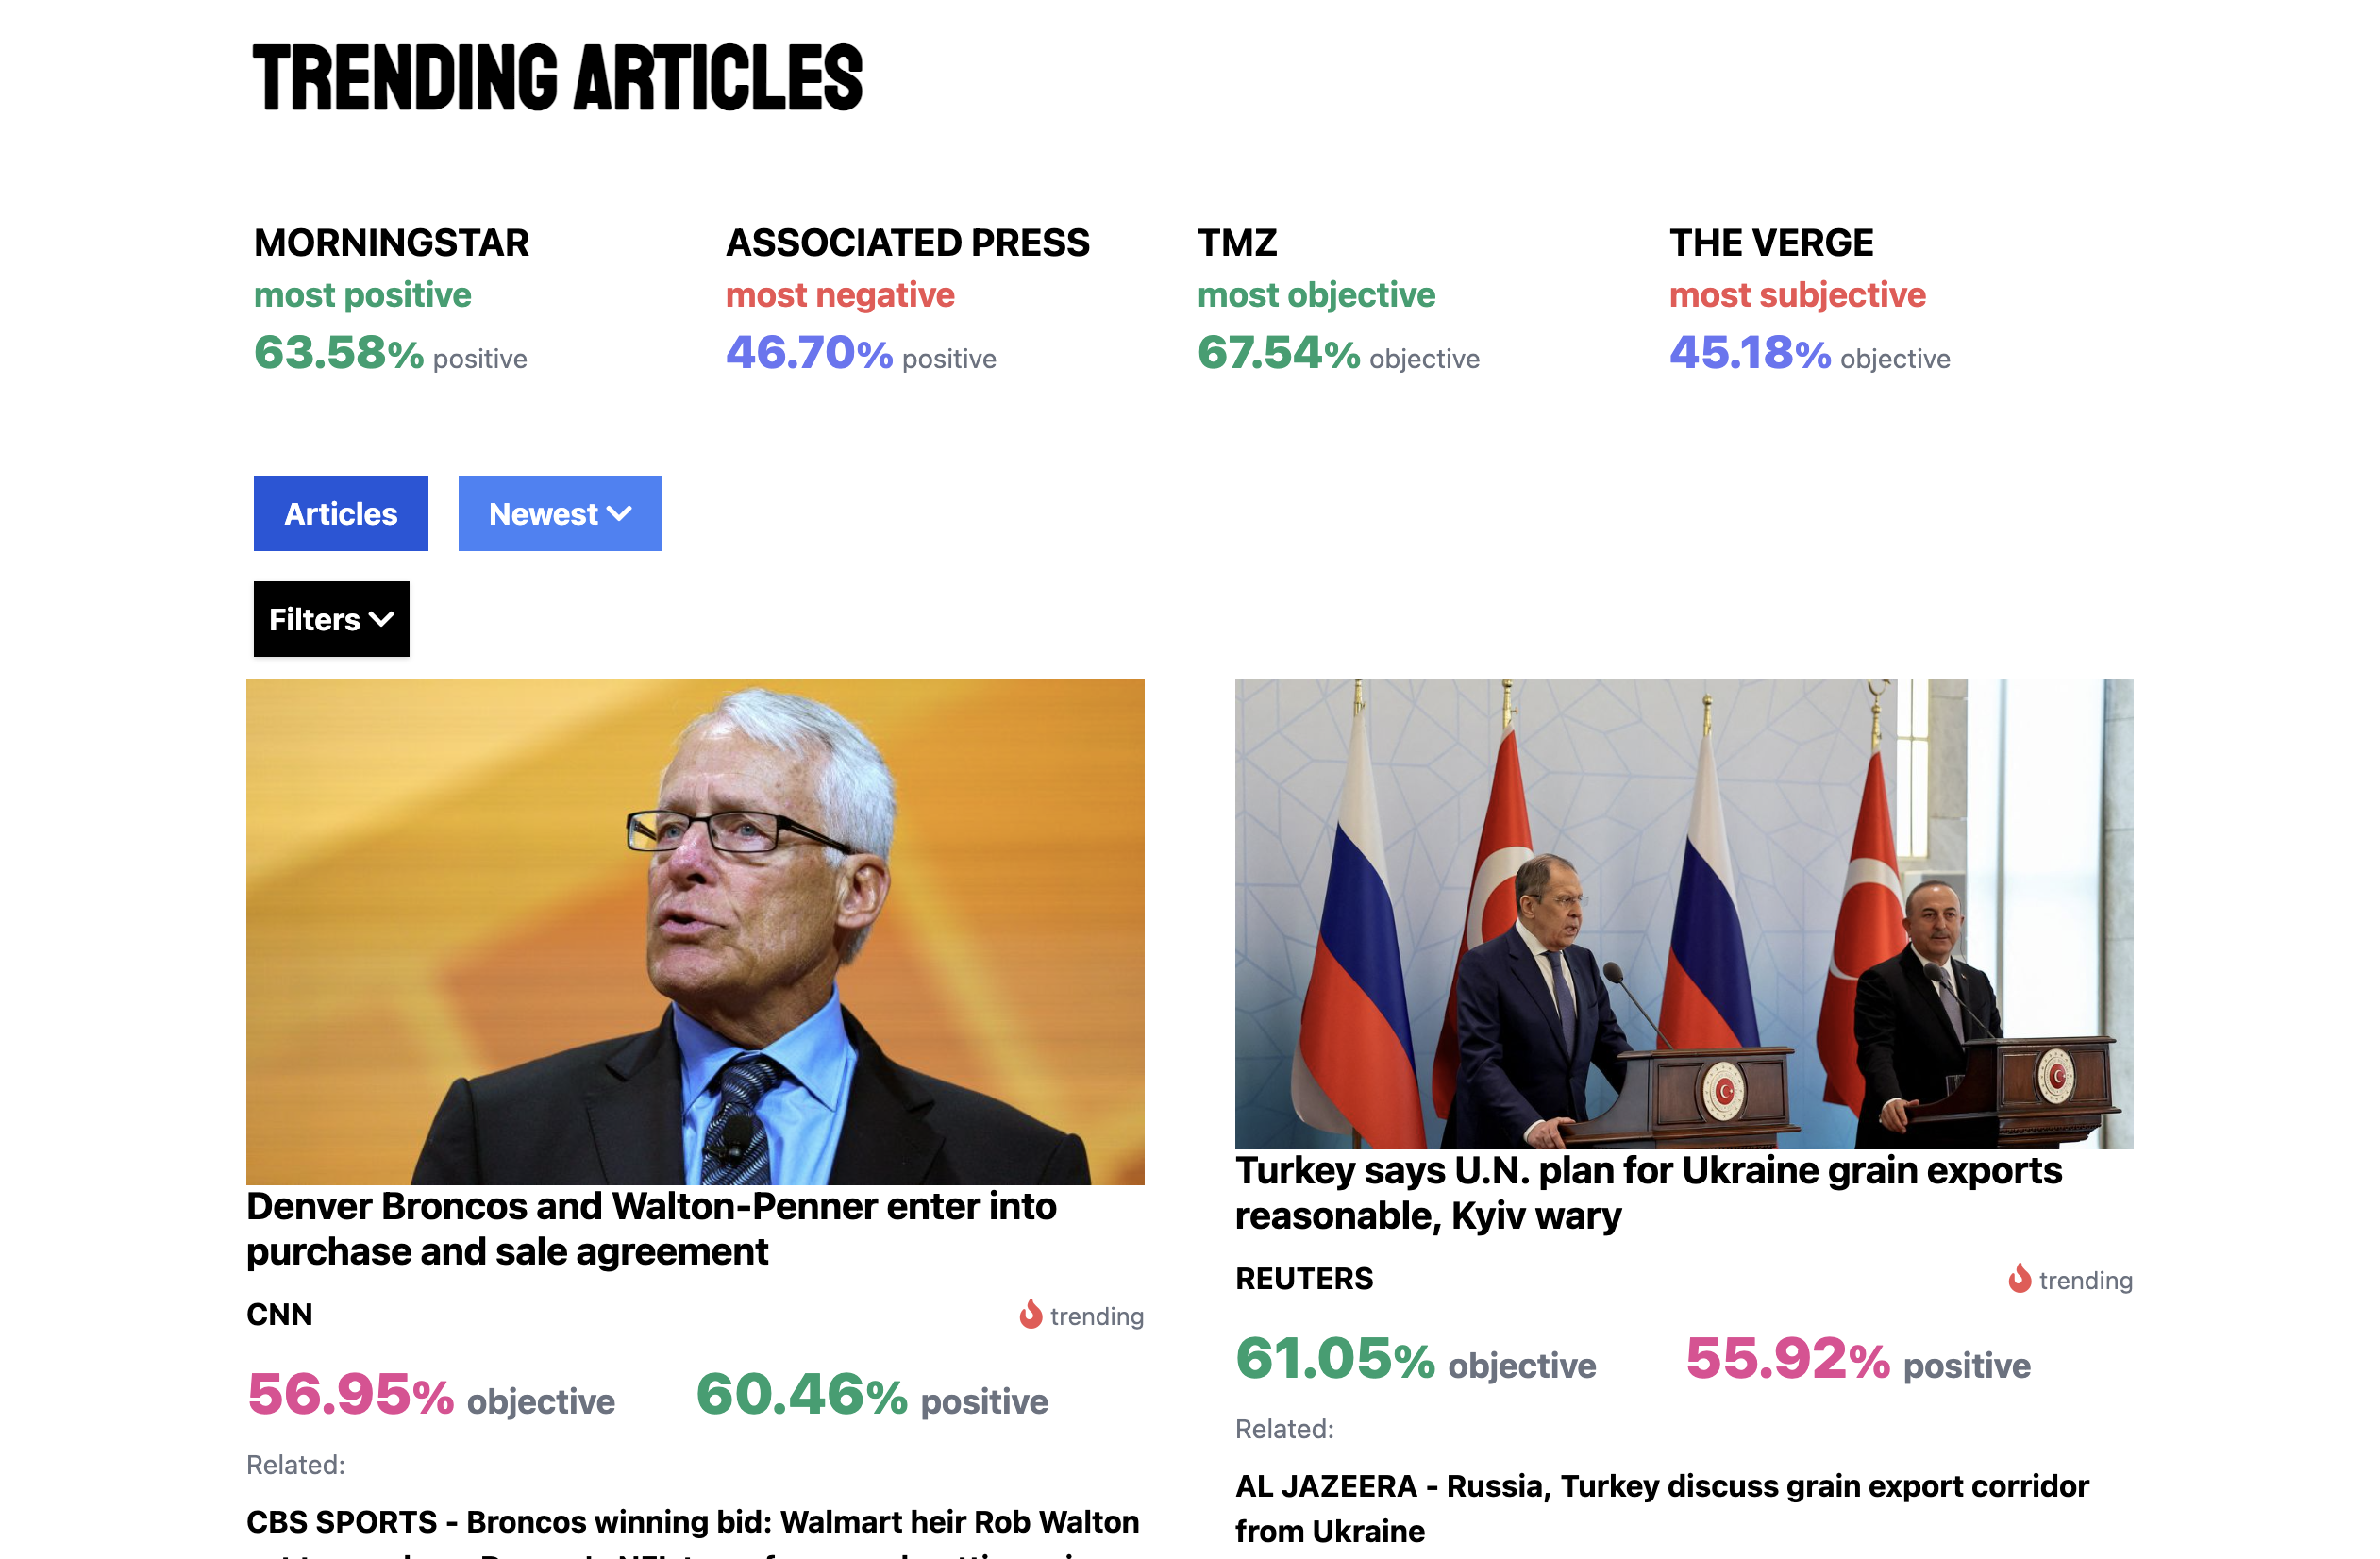 TRENDING ARTICLES
MORNINGSTAR
most positive
63.58% positive
ASSOCIATED PRESS
most negative
46.70% positive
TMZ
most objective
67.54% objective
THE VERGE
most subjective
45.18% objective
Articles
Newest
Filters
Denver Broncos and Walton-Penner enter into
purchase and sale agreement
CNN
trending
56.95% objective
60.46% positive
Related:
CBS SPORTS - Broncos winning bid: Walmart heir Rob Walton
Turkey says U.N. plan for Ukraine grain exports
reasonable, Kyiv wary
REUTERS
trending
61.05% objective
55.92% positive
Related:
AL JAZEERA - Russia, Turkey discuss grain export corridor
from Ukraine